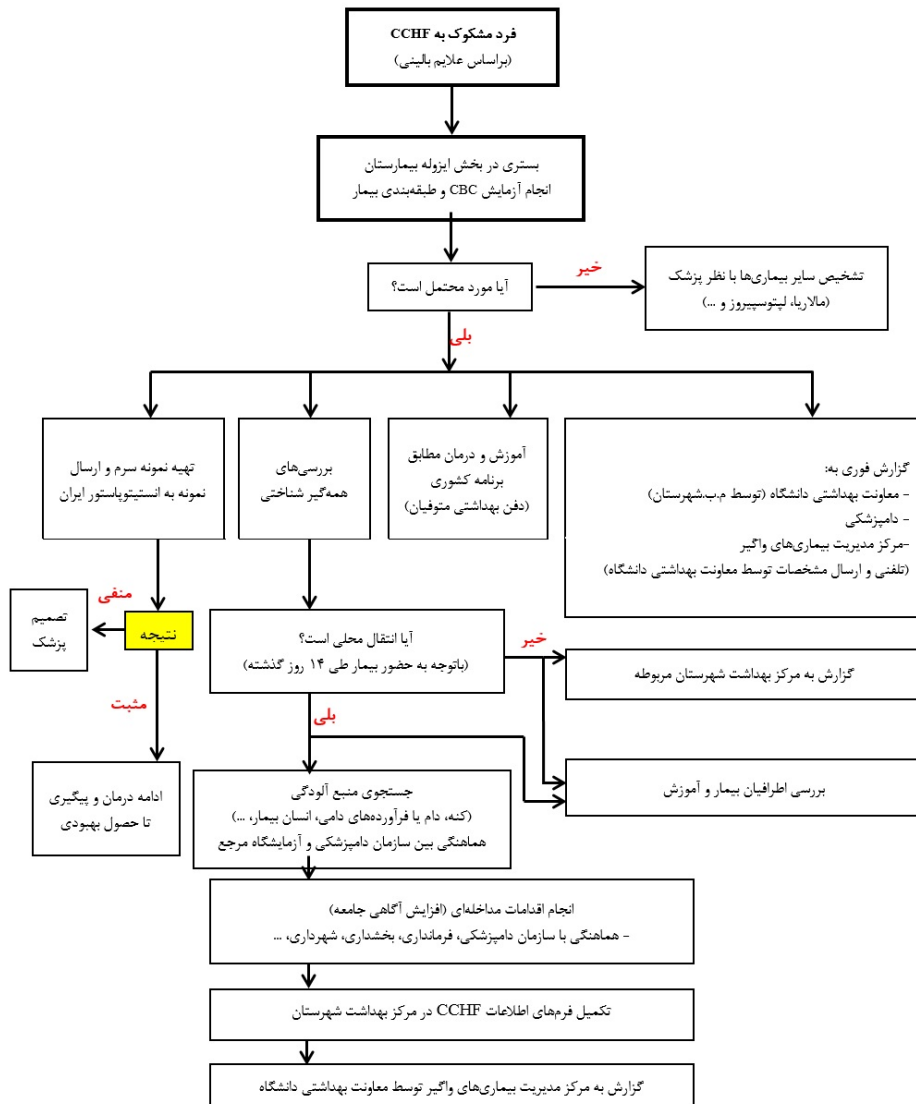 فرد مشکوک به CCHF
(براساس علایم بالینی)
بستری در بخش ایزوله بیمارستان
انجام آزمایش CBC و طبقه‌بندی بیمار
آیا مورد محتمل است؟
خیر
تشخیص سایر بیماری‌ها با نظر پزشک
(مالاریا، لپتوسپیروز و ...)
بلی
گزارش فوری به:
- معاونت بهداشتی دانشگاه (توسط م.ب.شهرستان)
- دامپزشکی
-مرکز مدیریت بیماری‌های واگیر
(تلفنی و ارسال مشخصات توسط معاونت بهداشتی دانشگاه)
آموزش و درمان مطابق
برنامه کشوری
(دفن بهداشتی متوفیان)
بررسی‌های
همه‌گیر شناختی
تهیه نمونه سرم و ارسال
نمونه به انستیتوپاستور ایران
منفی
نتیجه
تصمیم
پزشک
مثبت
ادامه درمان و پیگیری
تا حصول بهبودی
آیا انتقال محلی است؟
(باتوجه به حضور بیمار طی ۱۴ روز گذشته)
خیر
گزارش به مرکز بهداشت شهرستان مربوطه
بلی
بررسی اطرافیان بیمار و آموزش
جستجوی منبع آلودگی
(کنه، دام یا فرآورده‌های دامی، انسان بیمار، ...)
هماهنگی بین سازمان دامپزشکی و آزمایشگاه مرجع
انجام اقدامات مداخله‌ای (افزایش آگاهی جامعه)
- هماهنگی با سازمان دامپزشکی، فرمانداری، بخشداری، شهرداری، ...
تکمیل فرم‌های اطلاعات CCHF در مرکز بهداشت شهرستان
گزارش به مرکز مدیریت بیماری‌های واگیر توسط معاونت بهداشتی دانشگاه